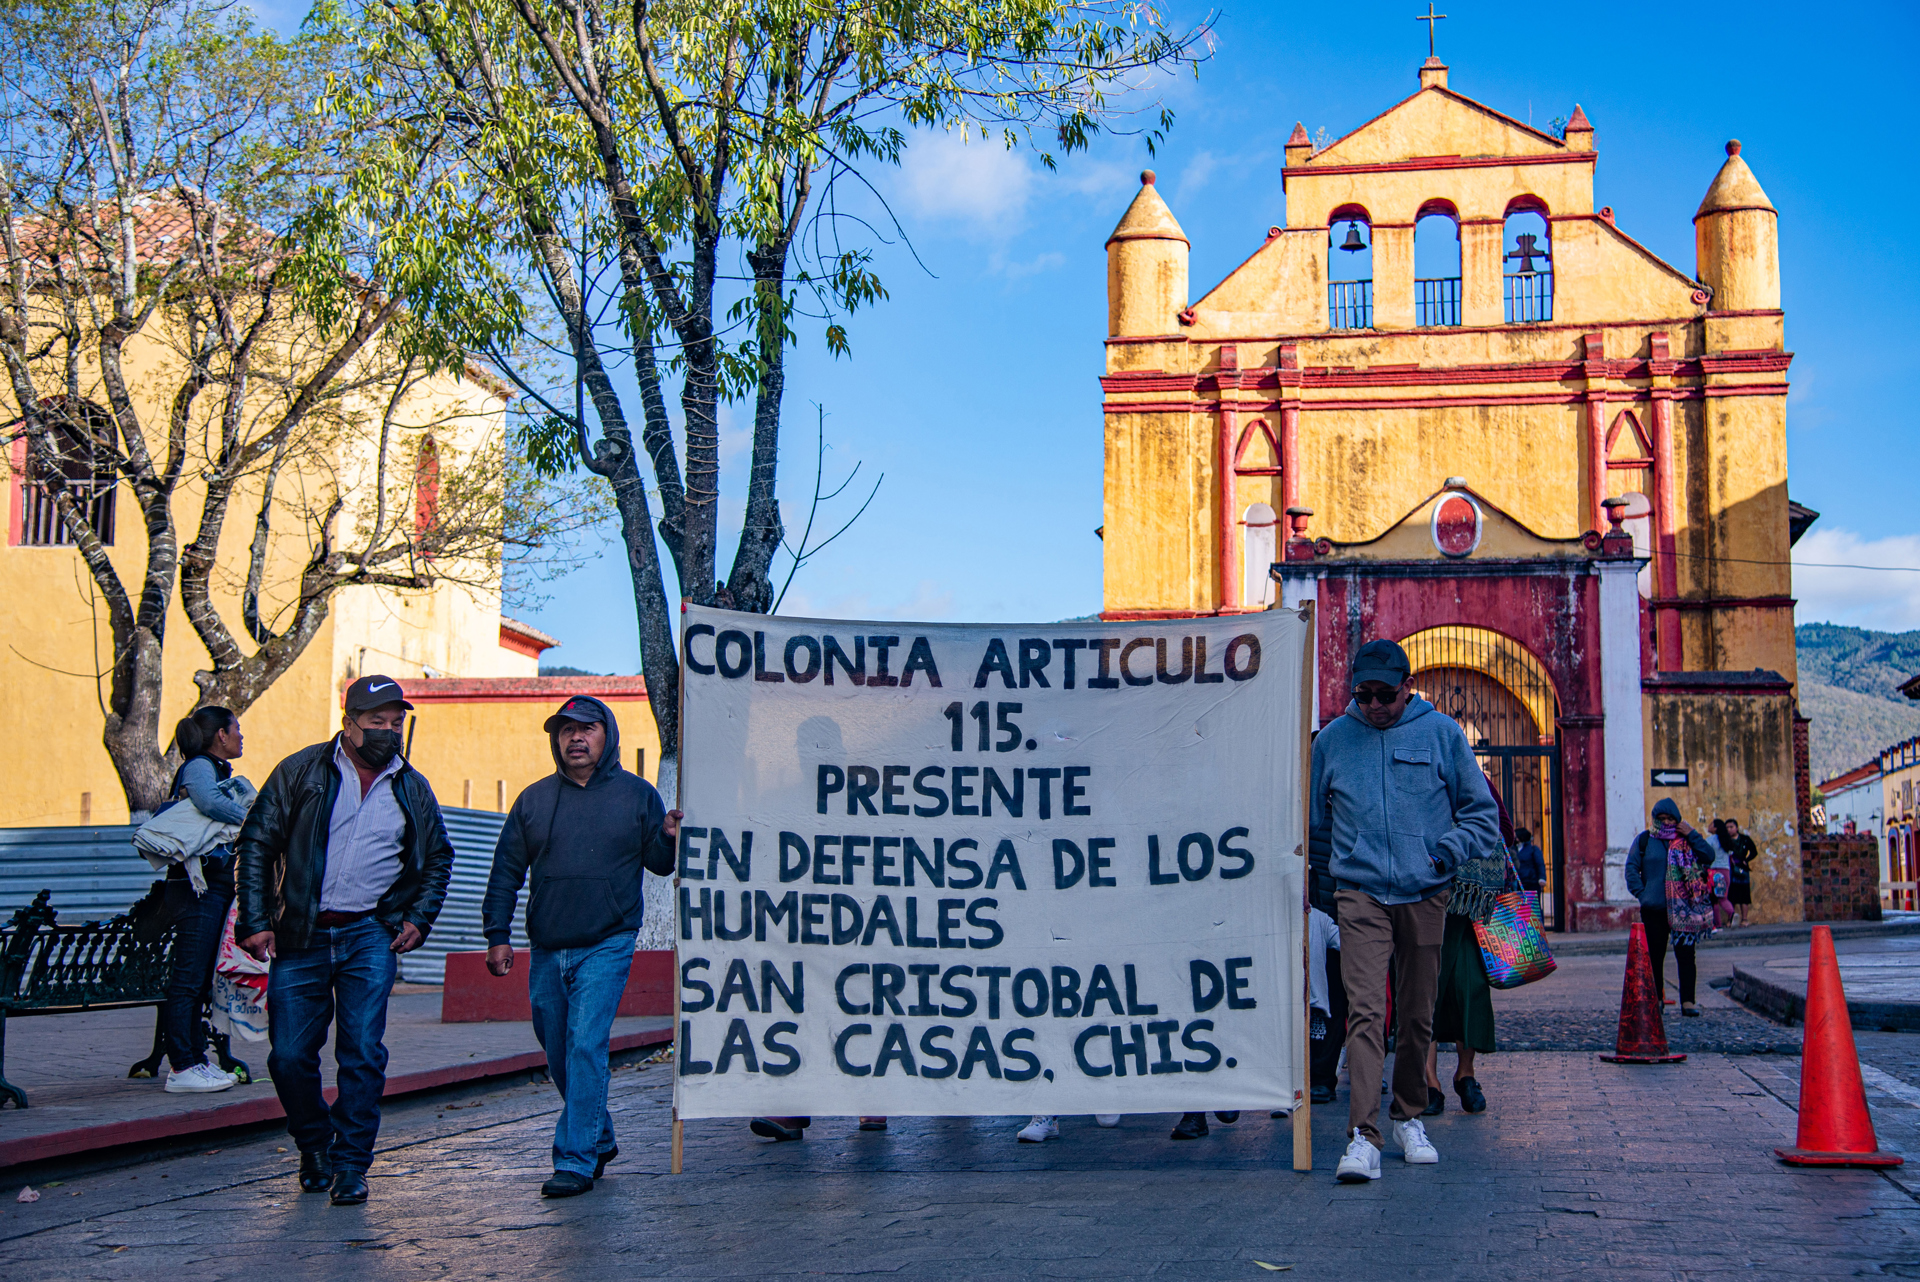 COLONIA ARTICULO
115.
PRESENTE
EN DEFENSA DE LOS
HUMEDALES
SAN CRISTOBAL DE
LAS CASAS, CHIS.